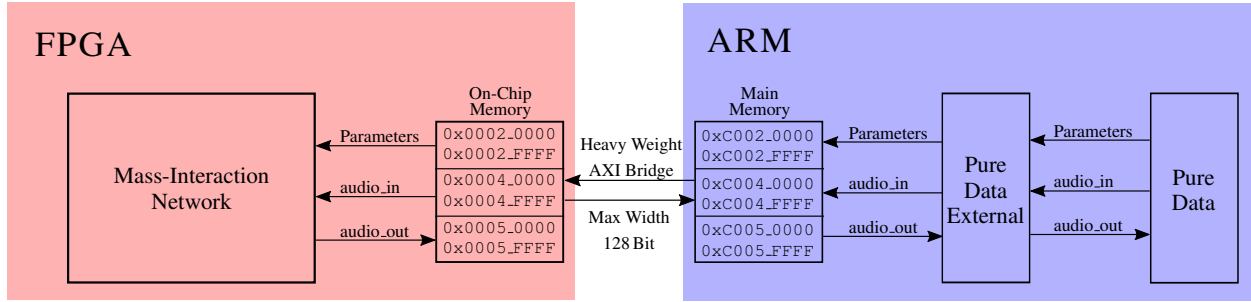 FPGA
Mass-Interaction
Network
Parameters
audio_in
audio_out
On-Chip
Memory
0x0002_0000
0x0002_FFFF
0x0004_0000
0x0004_FFFF
0x0005_0000
0x0005_FFFF
Heavy Weight
AXI Bridge
Max Width
128 Bit
ARM
Main
Memory
0xC002_0000
0xC002_FFFF
0xC004_0000
0xC004_FFFF
0xC005_0000
0xC005_FFFF
Parameters
audio_in
audio_out
Pure
Data
External
Parameters
audio_in
audio_out
Pure
Data